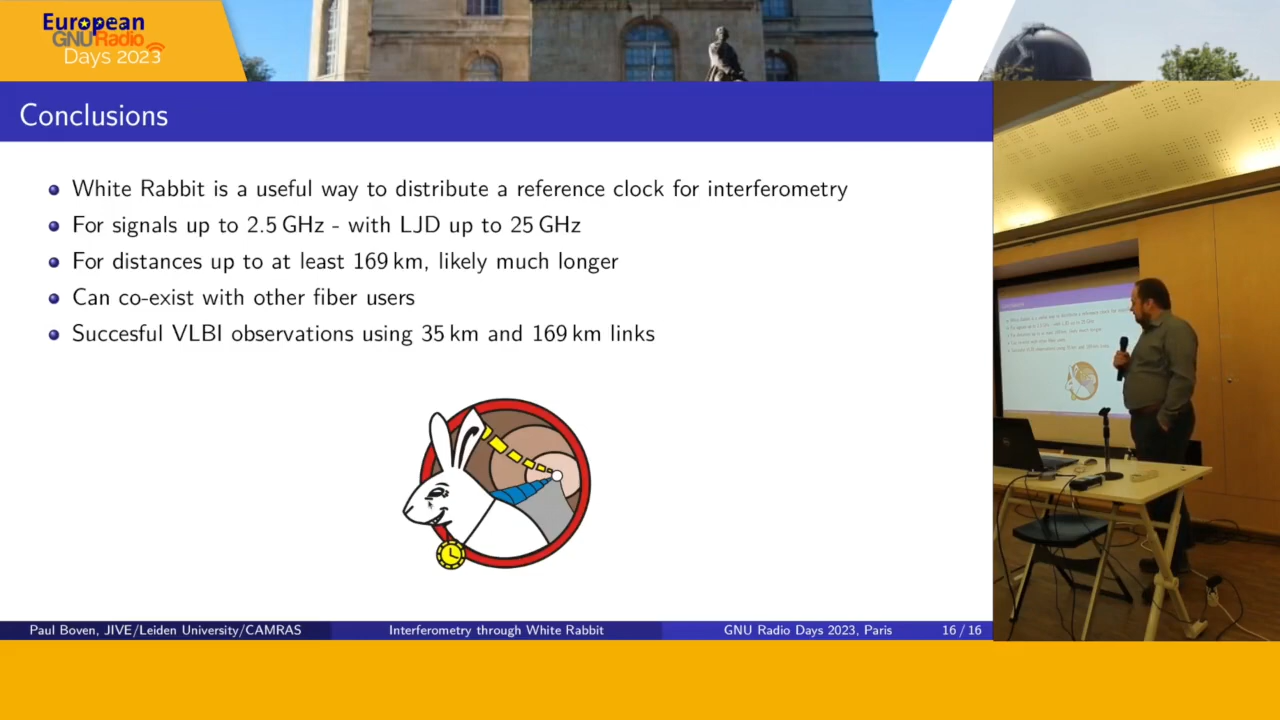 European
GNU Radio
Days 2023
Conclusions
White Rabbit is a useful way to distribute a reference clock for interferometry
For signals up to 2.5 GHz - with LJD up to 25 GHz
For distances up to at least 169 km, likely much longer
Can co-exist with other fiber users
Succesful VLBI observations using 35 km and 169 km links
Paul Boven, JIVE/Leiden University/CAMRAS
Interferometry through White Rabbit
GNU Radio Days 2023, Paris
16 / 16